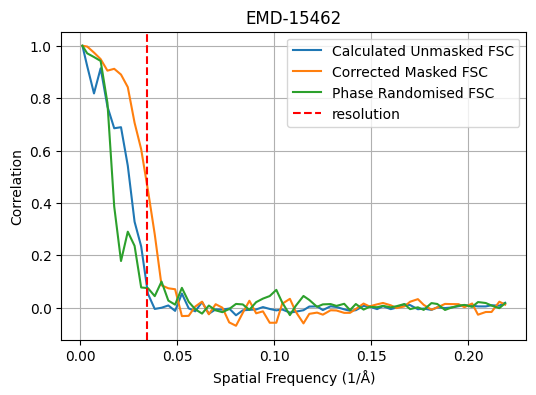 EMD-15462
Calculated Unmasked FSC
Corrected Masked FSC
Phase Randomised FSC
resolution
Correlation
1.0
0.8
0.6
0.4
0.2
0.0
0.00
0.05
0.10
0.15
0.20
Spatial Frequency (1/Å)